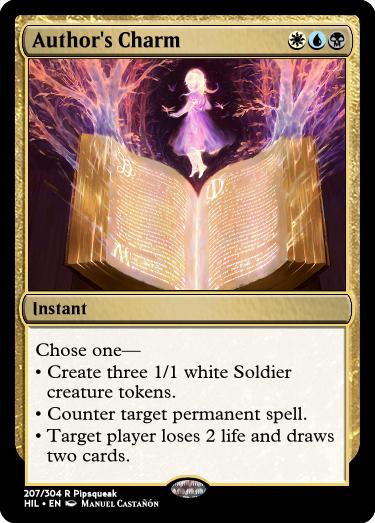 Author's Charm
Instant
Chose one—
• Create three 1/1 white Soldier
creature tokens.
• Counter target permanent spell.
• Target player loses 2 life and draws
two cards.
207/304 R Pipsqueak
HIL • EN Manuel Castañón